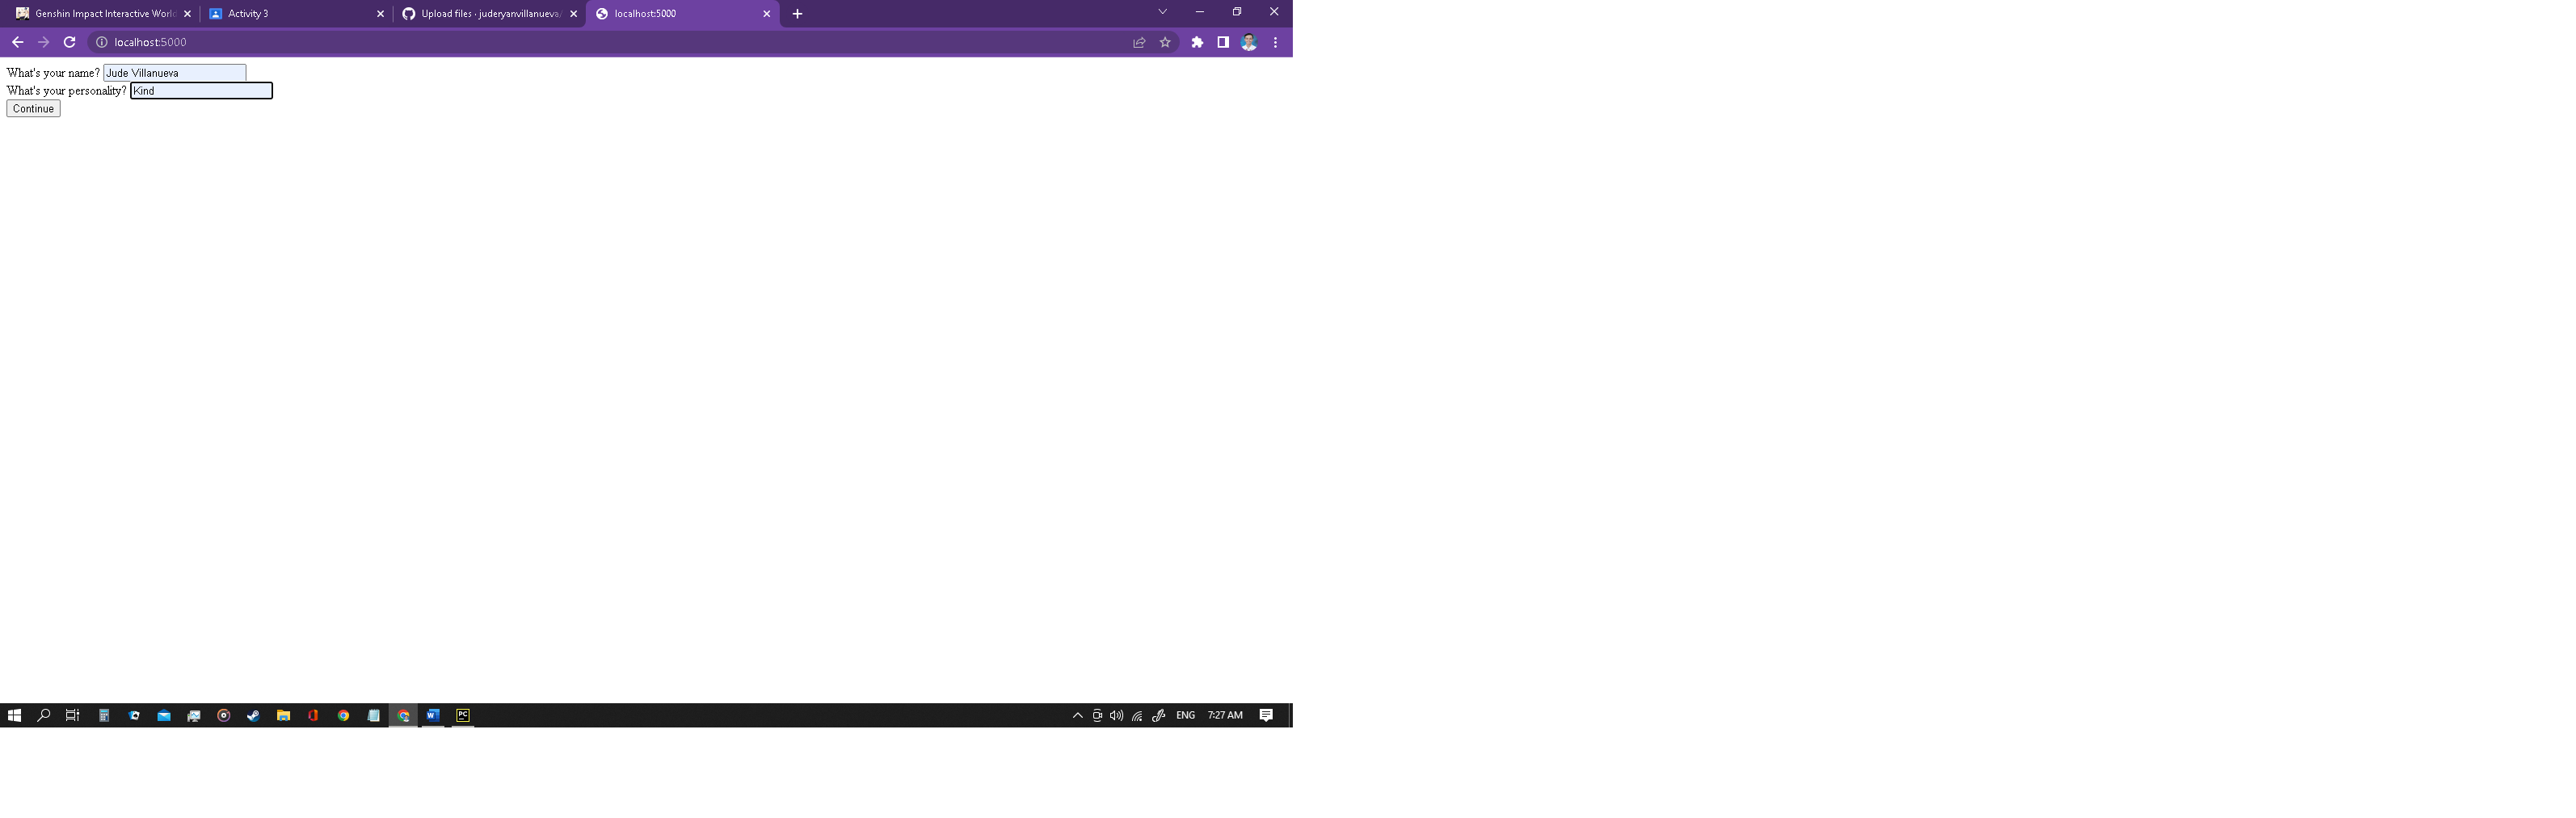 Genshin Impact Interactive World
Activity 3
Upload files · juderyanvillanueva/
localhost:5000
localhost:5000
What's your name? Jude Villanueva
What's your personality? Kind
Continue
W
PC
ENG
7:27 AM